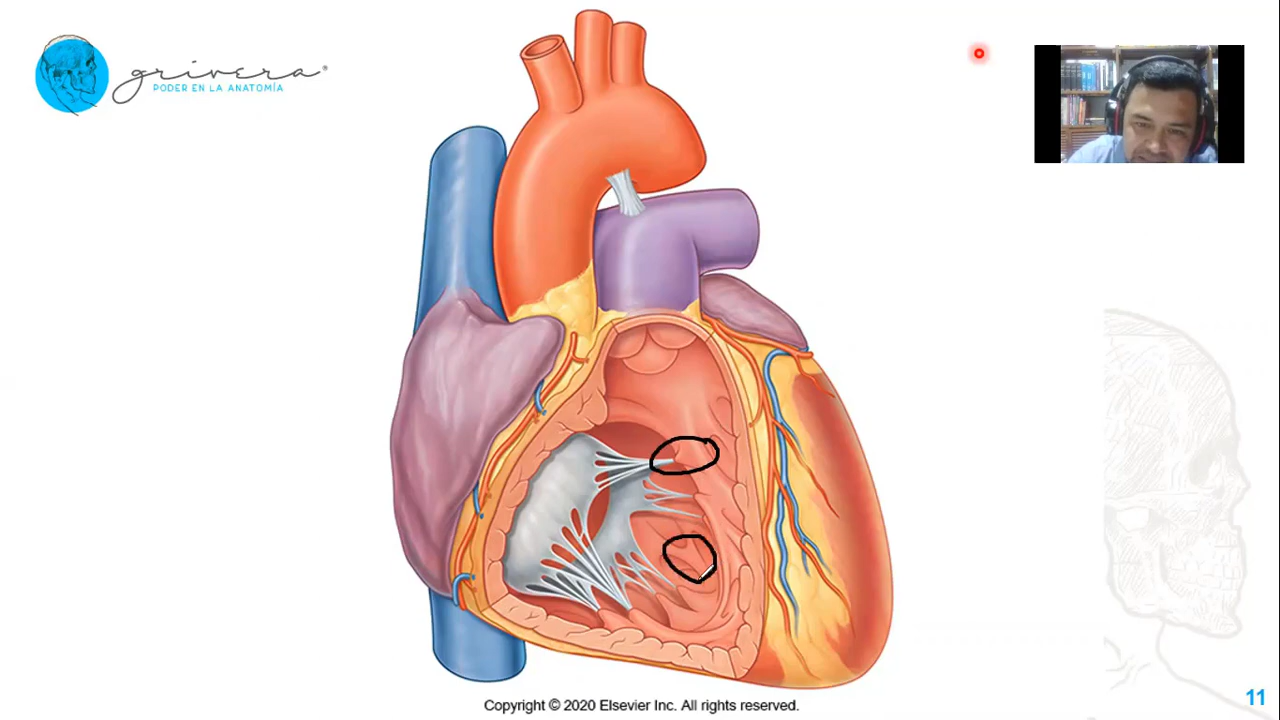 grivera®
PODER EN LA ANATOMÍA
Copyright © 2020 Elsevier Inc. All rights reserved.
11